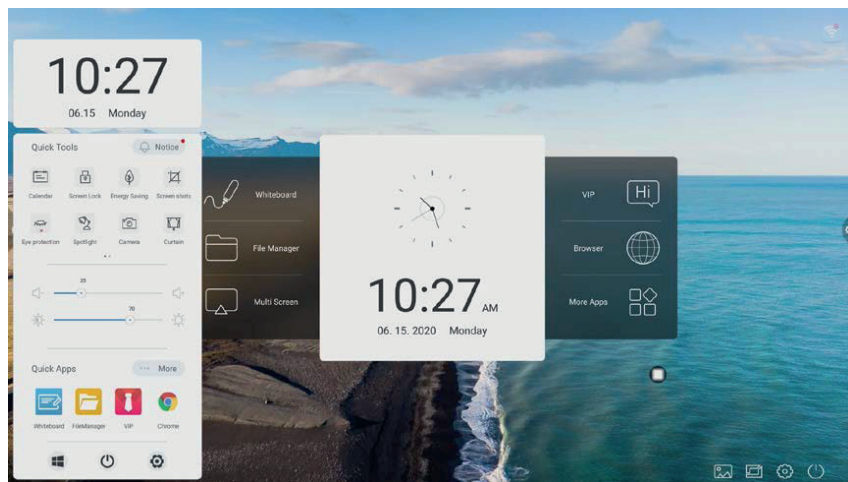 10:27
06.15 Monday
Quick Tools
Notice
Calendar
Screen Lock
Energy Saving
Screen shots
Eye protection
Spotlight
Camera
Curtain
35
70
Quick Apps
··· More
Whiteboard
FileManager
VIP
Chrome
Whiteboard
File Manager
Multi Screen
10:27 AM
06. 15. 2020 Monday
VIP
Hi
Browser
More Apps